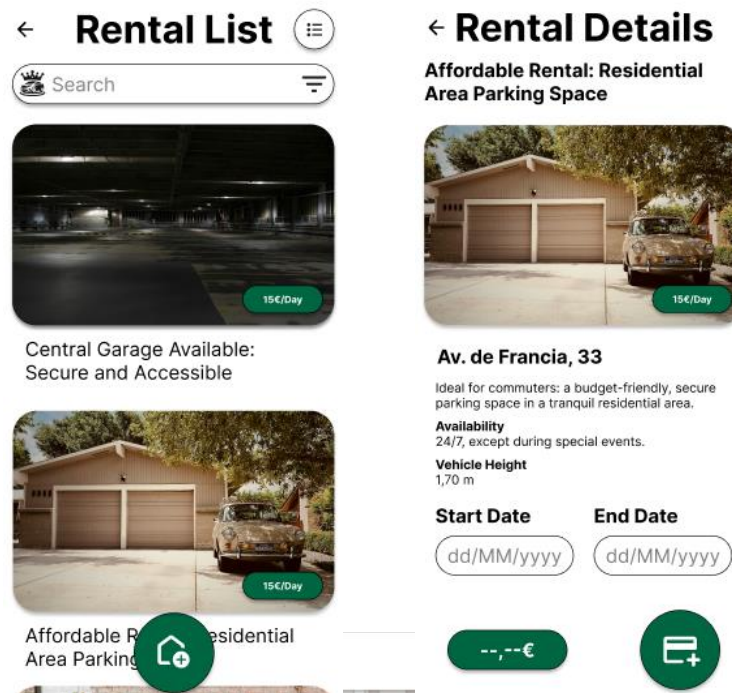 Rental List
Search
15€/Day
Central Garage Available:
Secure and Accessible
15€/Day
Affordable R esidential
Area Parking
Rental Details
Affordable Rental: Residential
Area Parking Space
15€/Day
Av. de Francia, 33
Ideal for commuters: a budget-friendly, secure
parking space in a tranquil residential area.
Availability
24/7, except during special events.
Vehicle Height
1,70 m
Start Date End Date
dd/MM/yyyy dd/MM/yyyy
--,--€